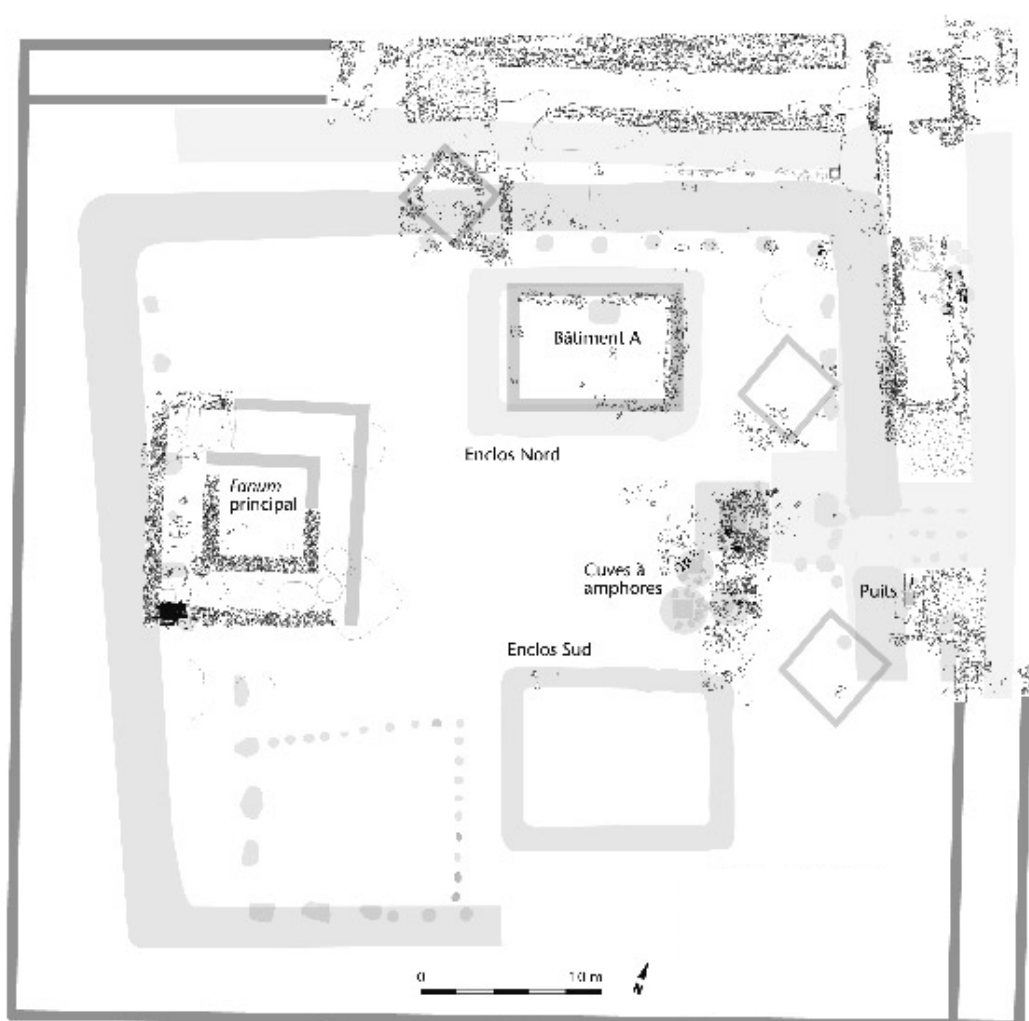 Bâtiment A
Enclos Nord
Fanum
principal
Cuves à
amphores
Puits
Enclos Sud
0 10 m
N